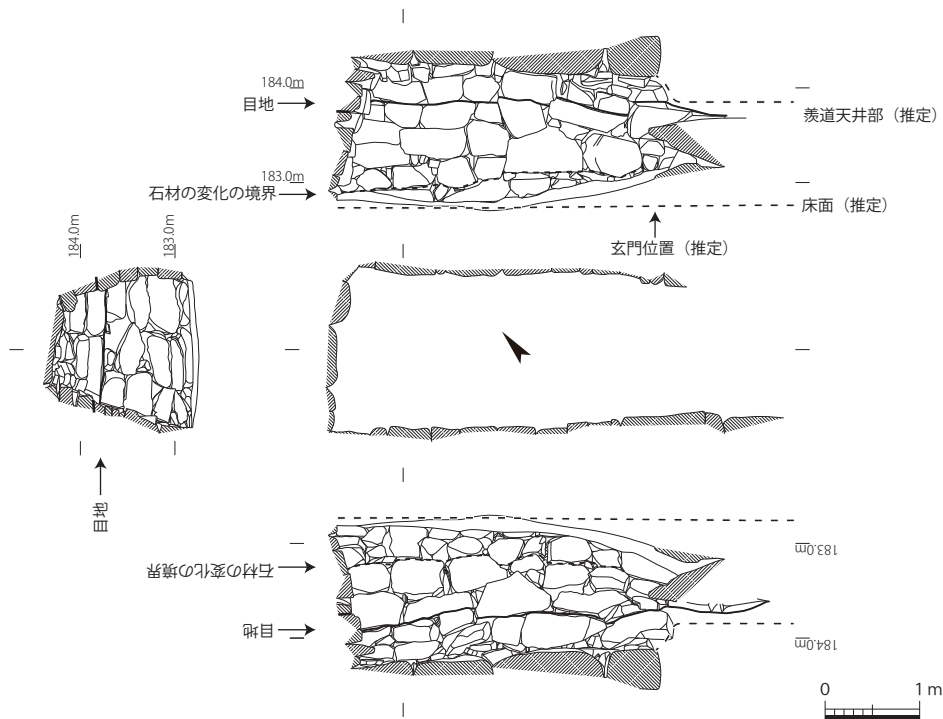 184.0m
目地
羨道天井部（推定）
183.0m
石材の変化の境界
床面（推定）
玄門位置（推定）
184.0m
183.0m
目地
183.0m
石材の変化の境界
目地
184.0m
0 1 m